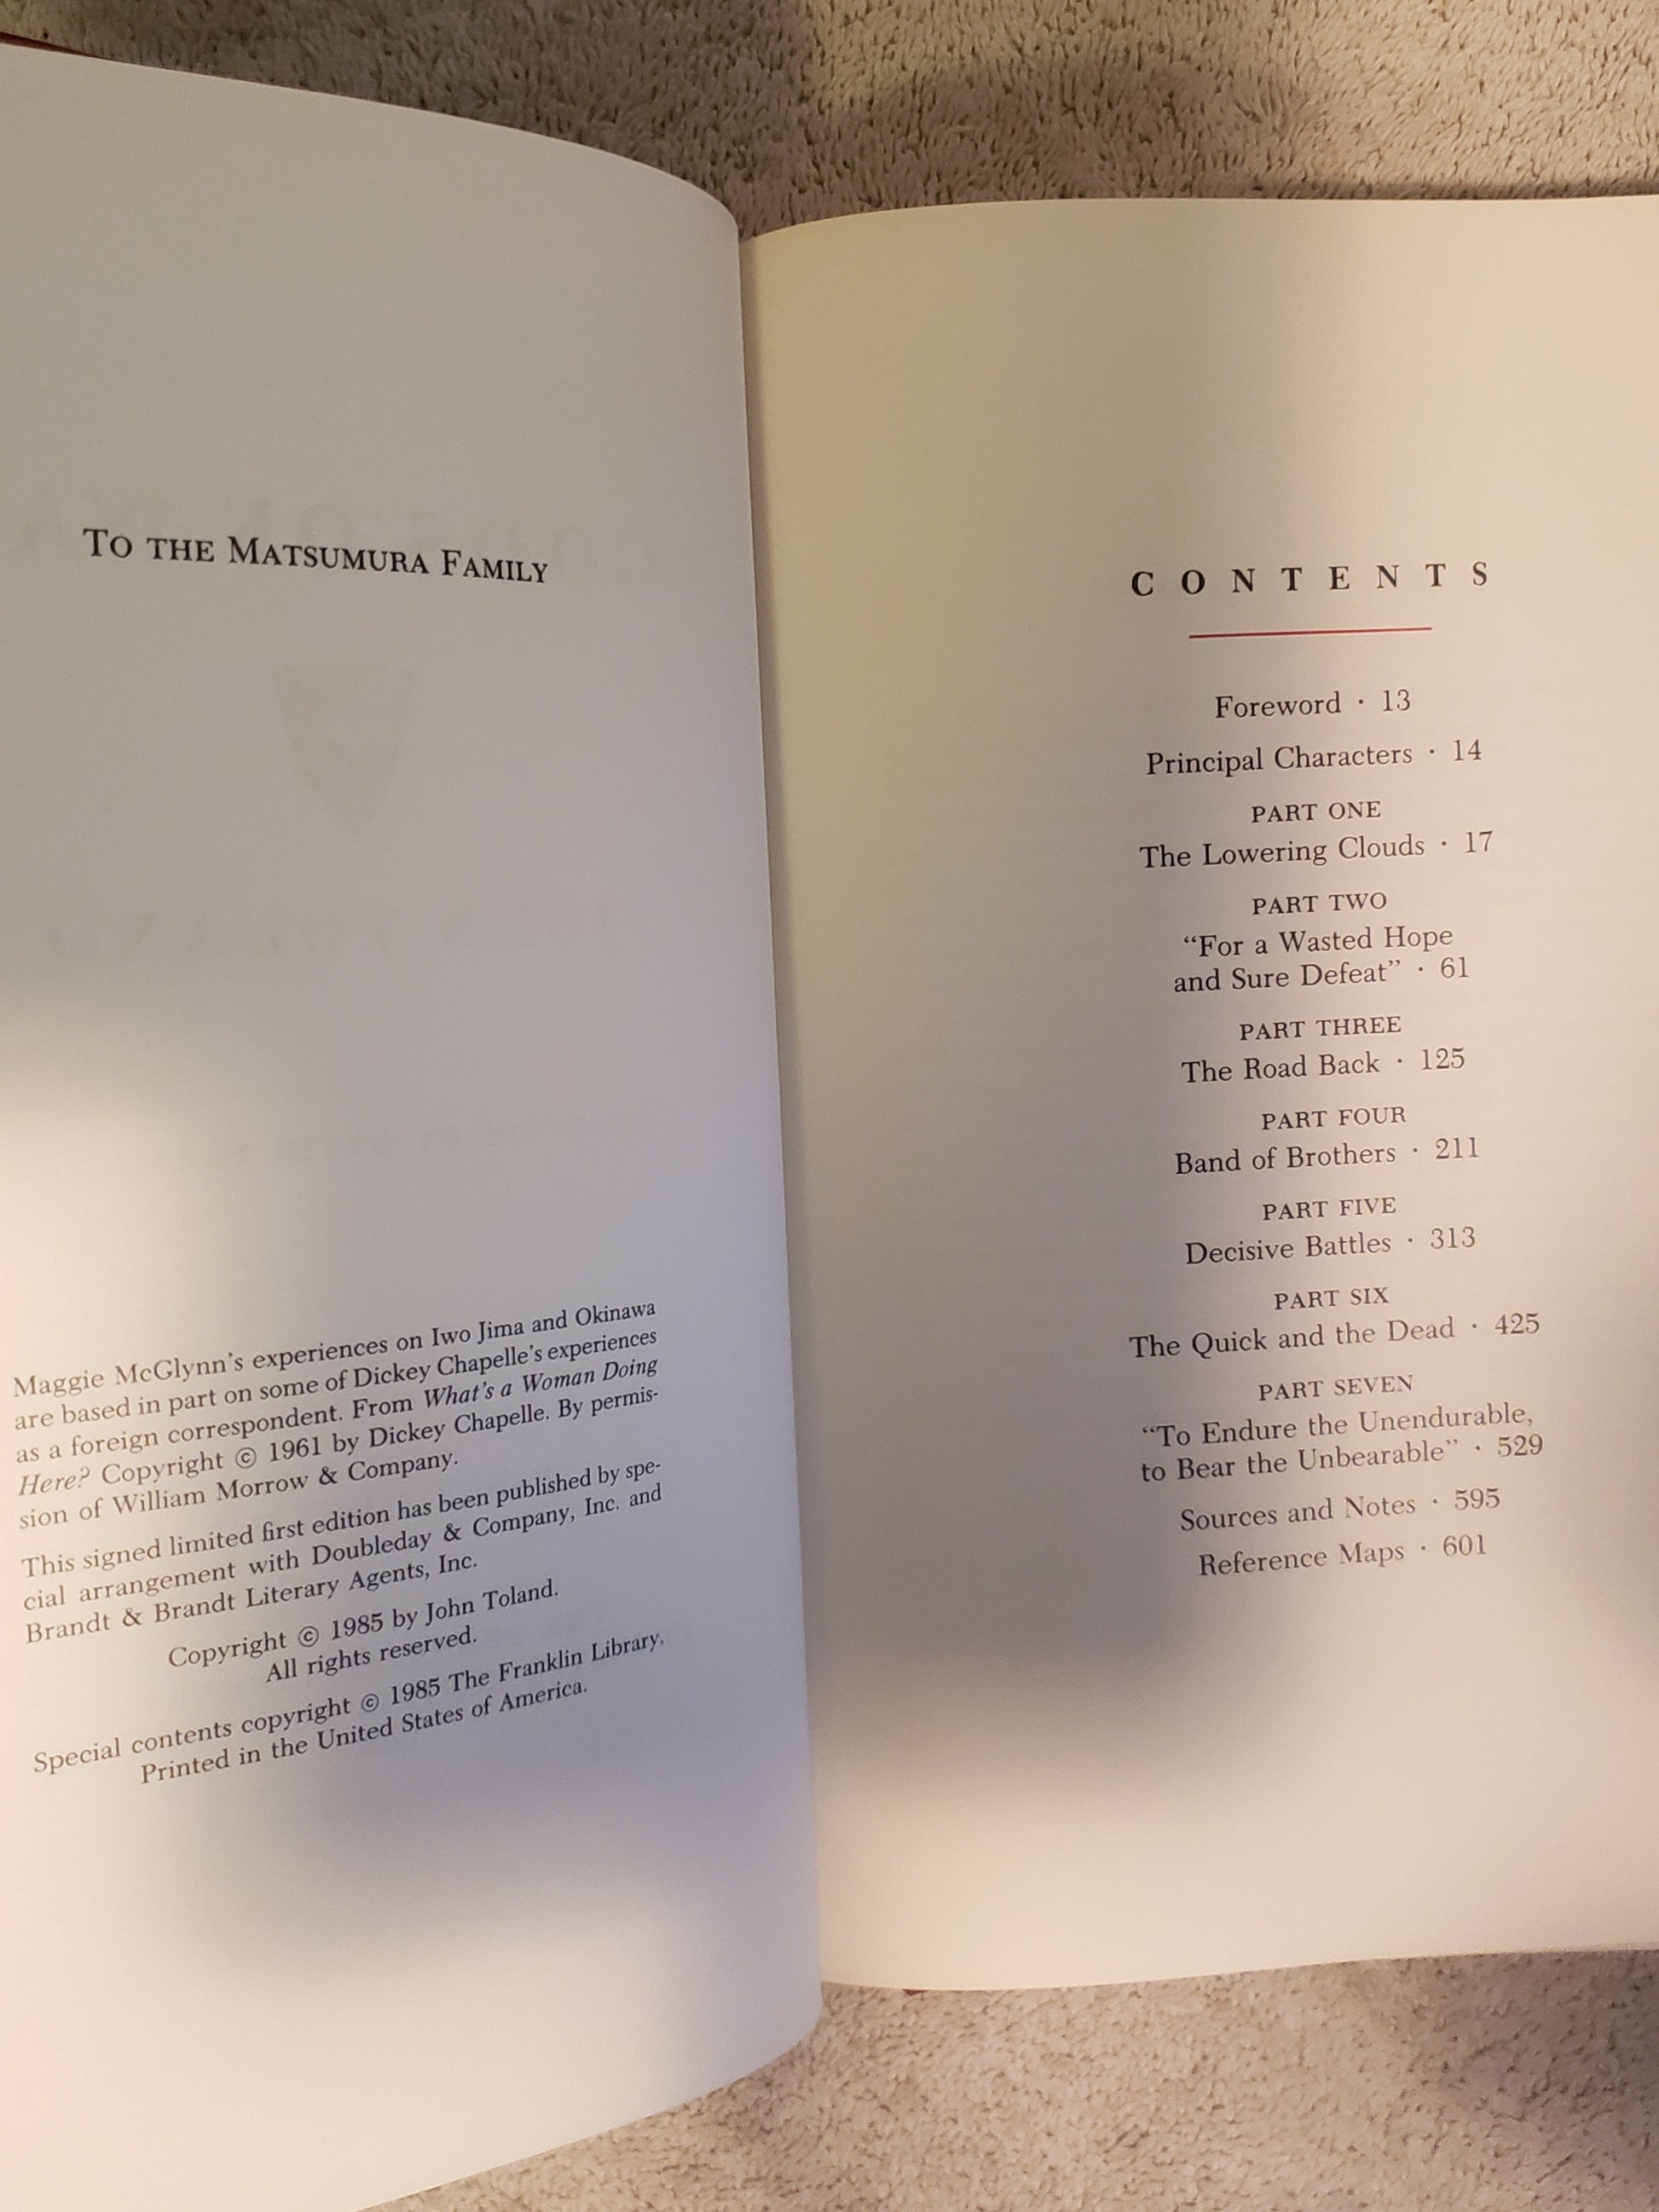 TO THE MATSUMURA FAMILY
Maggie McGlynn's experiences on Iwo Jima and Okinawa
are based in part on some of Dickey Chapelle's experiences
as a foreign correspondent. From What's a Woman Doing
Here? Copyright © 1961 by Dickey Chapelle. By permis-
sion of William Morrow & Company.
This signed limited first edition has been published by spe-
cial arrangement with Doubleday & Company, Inc. and
Brandt & Brandt Literary Agents, Inc.
Copyright © 1985 by John Toland.
All rights reserved.
Special contents copyright © 1985 The Franklin Library.
Printed in the United States of America.
CONTENTS
Foreword · 13
Principal Characters · 14
PART ONE
The Lowering Clouds · 17
PART TWO
“For a Wasted Hope
and Sure Defeat” · 61
PART THREE
The Road Back · 125
PART FOUR
Band of Brothers · 211
PART FIVE
Decisive Battles · 313
PART SIX
The Quick and the Dead · 425
PART SEVEN
“To Endure the Unendurable,
to Bear the Unbearable” · 529
Sources and Notes · 595
Reference Maps · 601